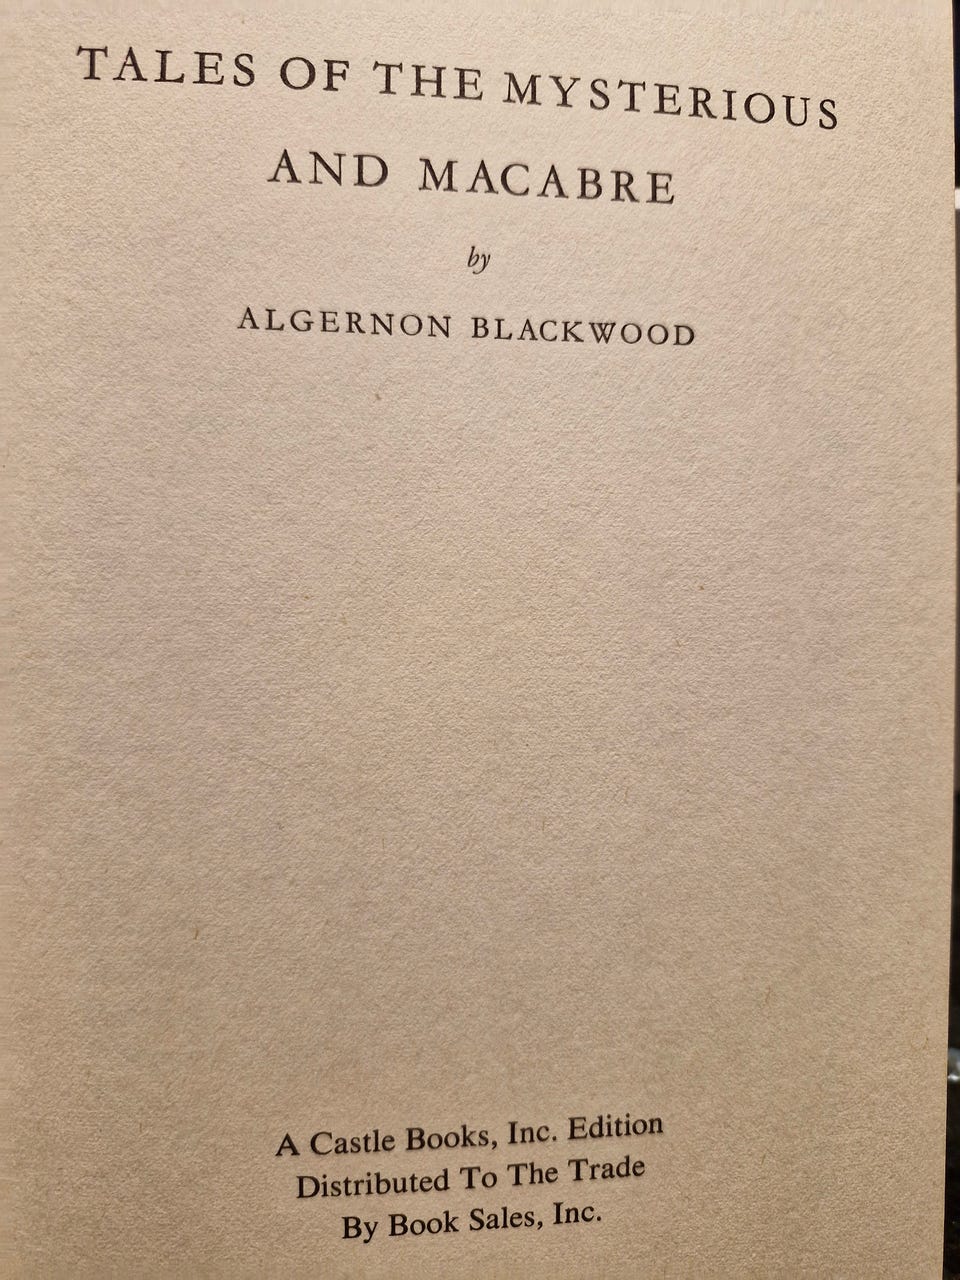 TALES OF THE MYSTERIOUS
AND MACABRE
by
ALGERNON BLACKWOOD
A Castle Books, Inc. Edition
Distributed To The Trade
By Book Sales, Inc.